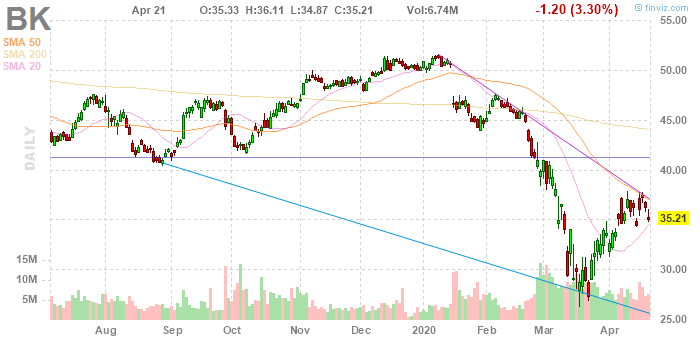 BK
Apr 21 O:35.33 H:36.11 L:34.87 C:35.21 Vol:6.74M -1.20 (3.30%)
© finviz.com
SMA 50
SMA 200
SMA 20
DAILY
55.00
50.00
45.00
40.00
35.21
30.00
25.00
15M
10M
5M
Aug Sep Oct Nov Dec 2020 Feb Mar Apr